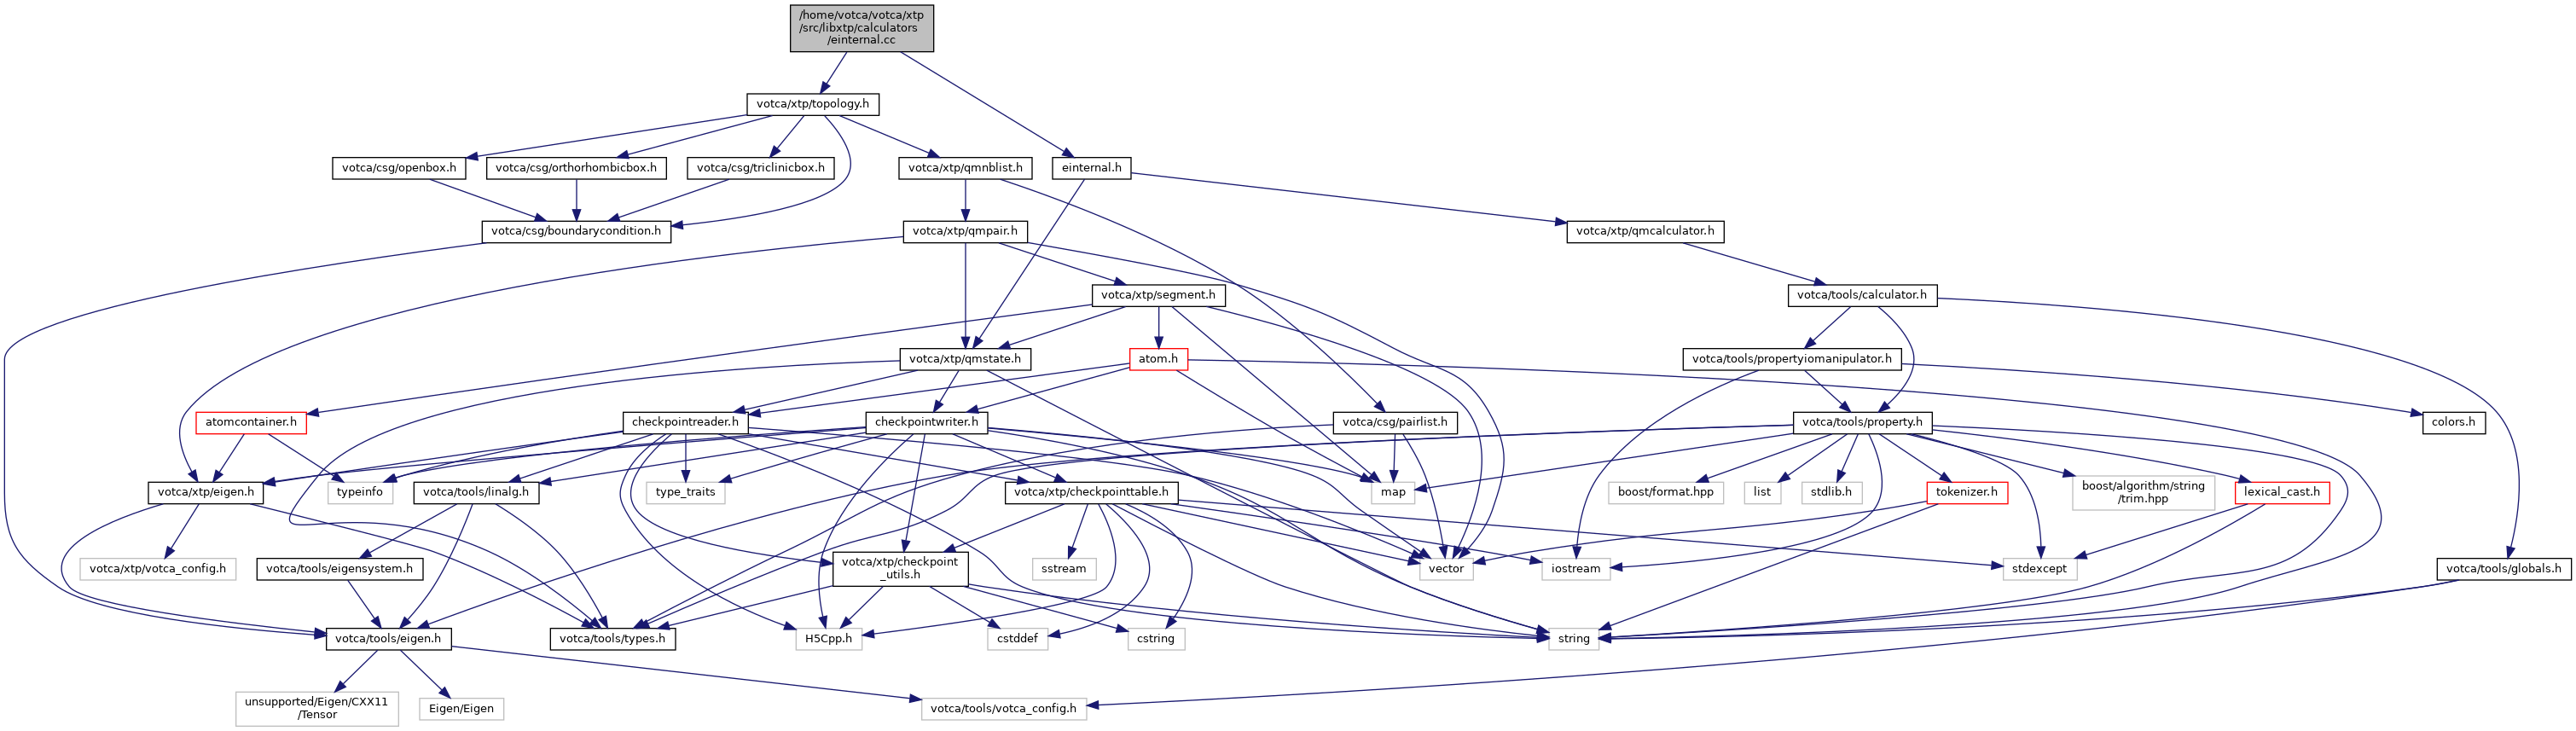 /home/votca/votca/xtp
/src/libxtp/calculators
/einternal.cc
votca/xtp/topology.h
votca/csg/openbox.h
votca/csg/orthorhombicbox.h
votca/csg/triclinicbox.h
votca/xtp/qmnblist.h
einternal.h
votca/csg/boundarycondition.h
votca/xtp/qmpair.h
votca/xtp/qmcalculator.h
votca/xtp/segment.h
votca/tools/calculator.h
votca/xtp/qmstate.h
atom.h
votca/tools/propertyiomanipulator.h
atomcontainer.h
checkpointreader.h
checkpointwriter.h
votca/csg/pairlist.h
votca/tools/property.h
colors.h
votca/xtp/eigen.h
typeinfo
votca/tools/linalg.h
type_traits
votca/xtp/checkpointtable.h
map
boost/format.hpp
list
stdlib.h
tokenizer.h
boost/algorithm/string
/trim.hpp
lexical_cast.h
votca/xtp/votca_config.h
votca/tools/eigensystem.h
votca/xtp/checkpoint
_utils.h
sstream
vector
iostream
stdexcept
votca/tools/globals.h
votca/tools/eigen.h
votca/tools/types.h
H5Cpp.h
cstddef
cstring
string
unsupported/Eigen/CXX11
/Tensor
Eigen/Eigen
votca/tools/votca_config.h